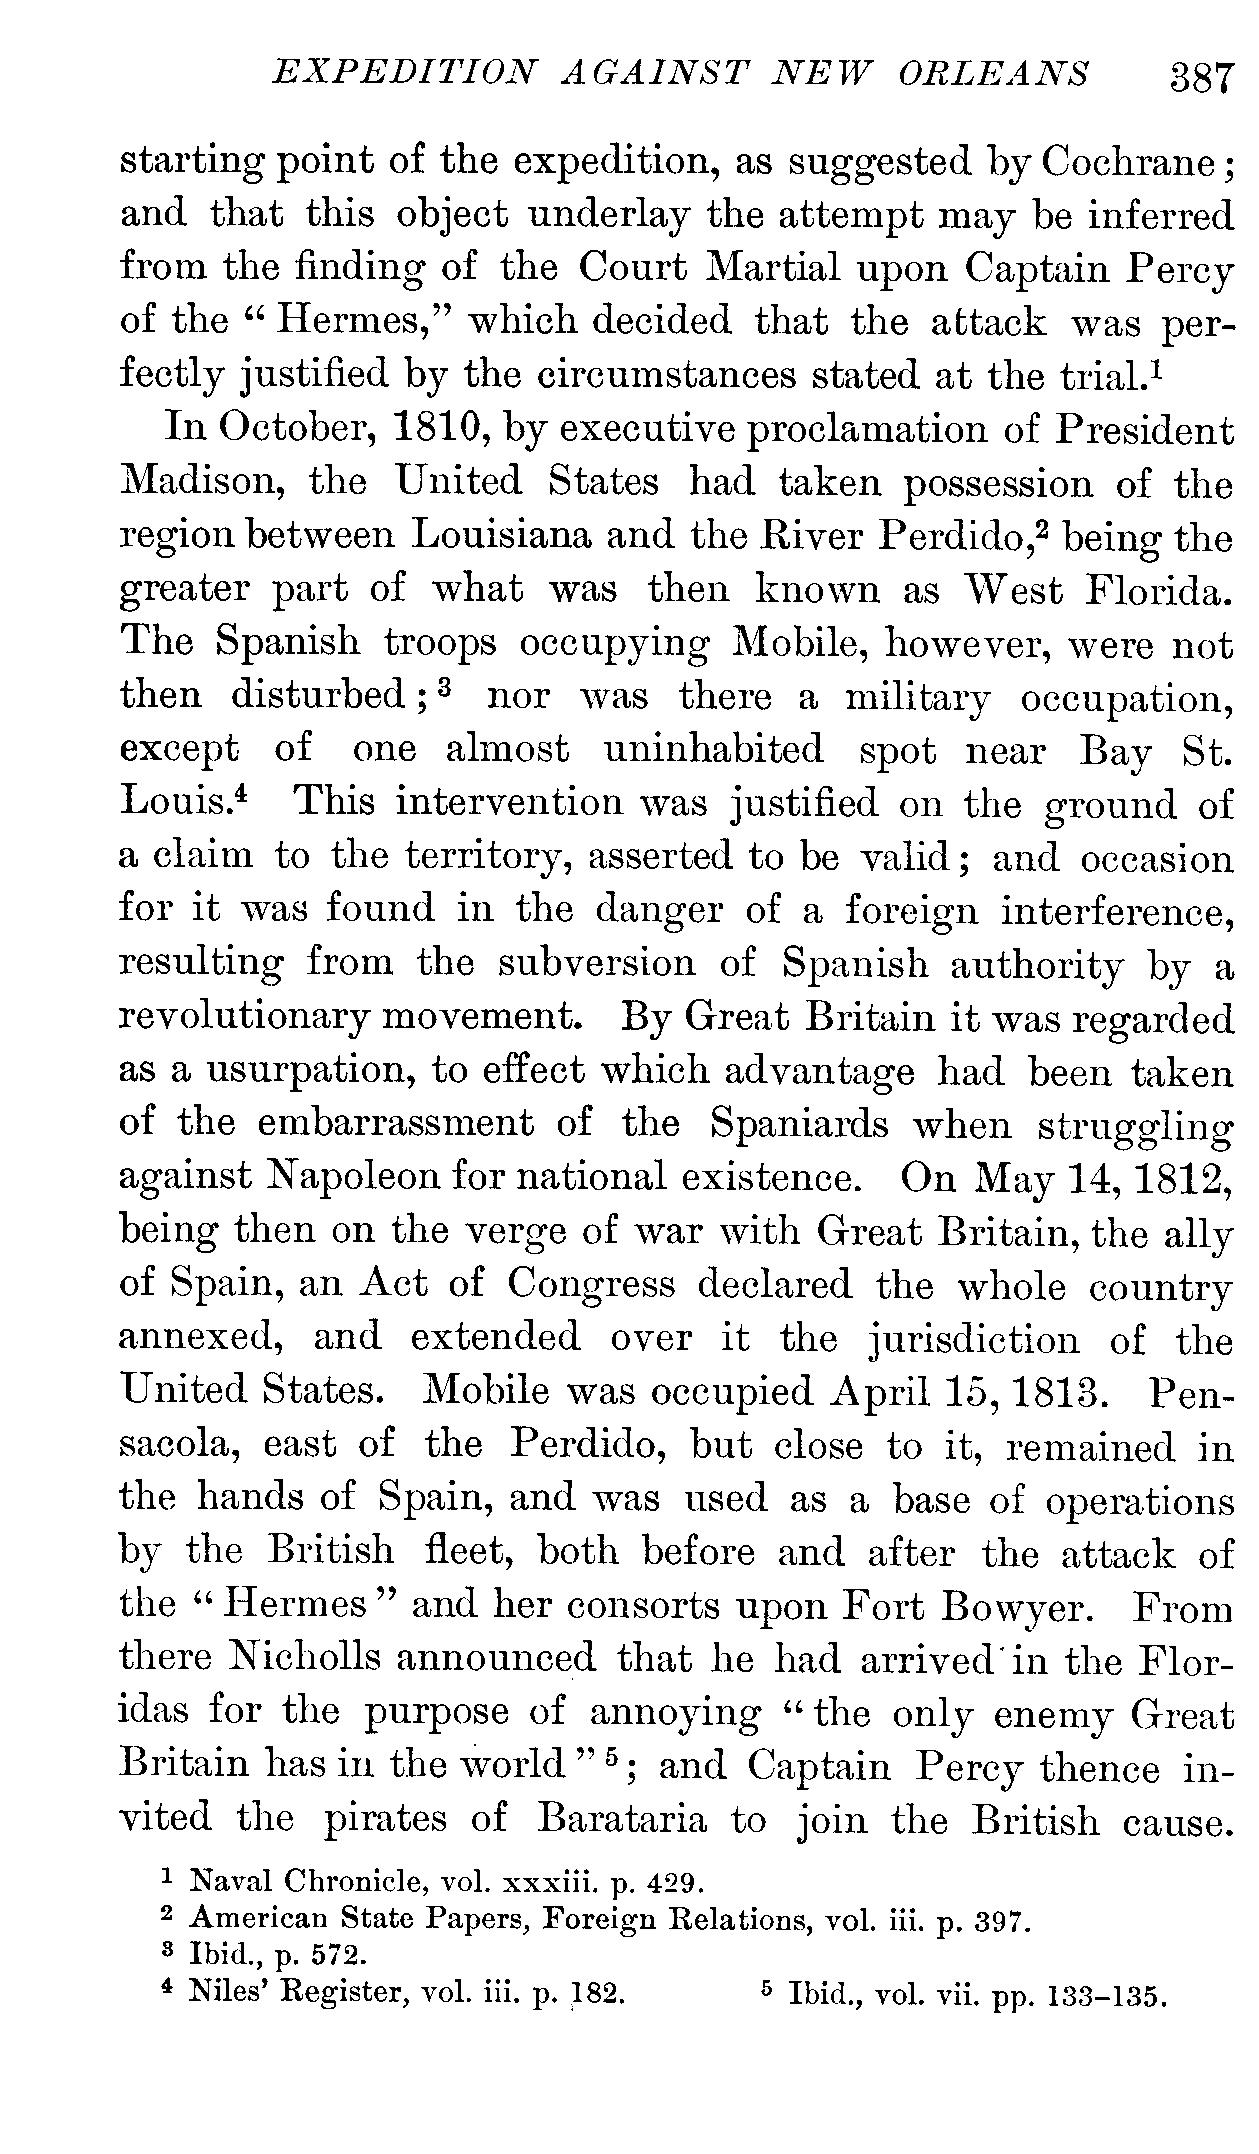 EXPEDITION AGAINST NEW ORLEANS 387
starting point of the expedition, as suggested by Cochrane;
and that this object underlay the attempt may be inferred
from the finding of the Court Martial upon Captain Percy
of the “ Hermes,” which decided that the attack was per-
fectly justified by the circumstances stated at the trial.¹
In October, 1810, by executive proclamation of President
Madison, the United States had taken possession of the
region between Louisiana and the River Perdido,² being the
greater part of what was then known as West Florida.
The Spanish troops occupying Mobile, however, were not
then disturbed;³ nor was there a military occupation,
except of one almost uninhabited spot near Bay St.
Louis.⁴ This intervention was justified on the ground of
a claim to the territory, asserted to be valid; and occasion
for it was found in the danger of a foreign interference,
resulting from the subversion of Spanish authority by a
revolutionary movement. By Great Britain it was regarded
as a usurpation, to effect which advantage had been taken
of the embarrassment of the Spaniards when struggling
against Napoleon for national existence. On May 14, 1812,
being then on the verge of war with Great Britain, the ally
of Spain, an Act of Congress declared the whole country
annexed, and extended over it the jurisdiction of the
United States. Mobile was occupied April 15, 1813. Pen-
sacola, east of the Perdido, but close to it, remained in
the hands of Spain, and was used as a base of operations
by the British fleet, both before and after the attack of
the “ Hermes ” and her consorts upon Fort Bowyer. From
there Nicholls announced that he had arrived in the Flor-
idas for the purpose of annoying “ the only enemy Great
Britain has in the world ” ⁵; and Captain Percy thence in-
vited the pirates of Barataria to join the British cause.
¹ Naval Chronicle, vol. xxxiii. p. 429.
² American State Papers, Foreign Relations, vol. iii. p. 397.
³ Ibid., p. 572.
⁴ Niles’ Register, vol. iii. p. 182. ⁵ Ibid., vol. vii. pp. 133–135.